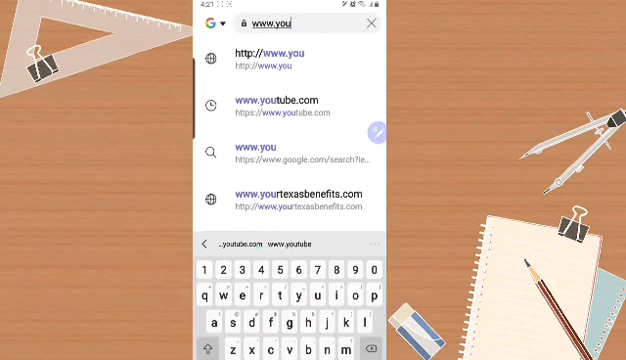 4:21
www.you
http://www.you
http://www.you
www.youtube.com
https://www.youtube.com
www.you
https://www.google.com/search?ie...
www.yourtexasbenefits.com
http://www.yourtexasbenefits.com
...youtube.com www.youtube ...
1 2 3 4 5 6 7 8 9 0
q w e r t y u i o p
a s d f g h j k l
z x c v b n m